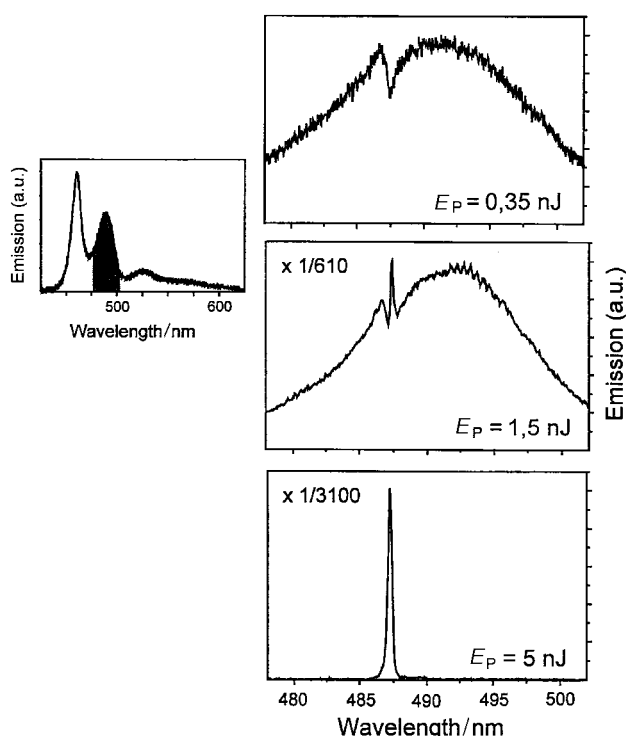 E_P = 0,35 nJ
Emission (a.u.)
500 600
Wavelength/nm
x 1/610
E_P = 1,5 nJ
Emission (a.u.)
x 1/3100
E_P = 5 nJ
480 485 490 495 500
Wavelength/nm